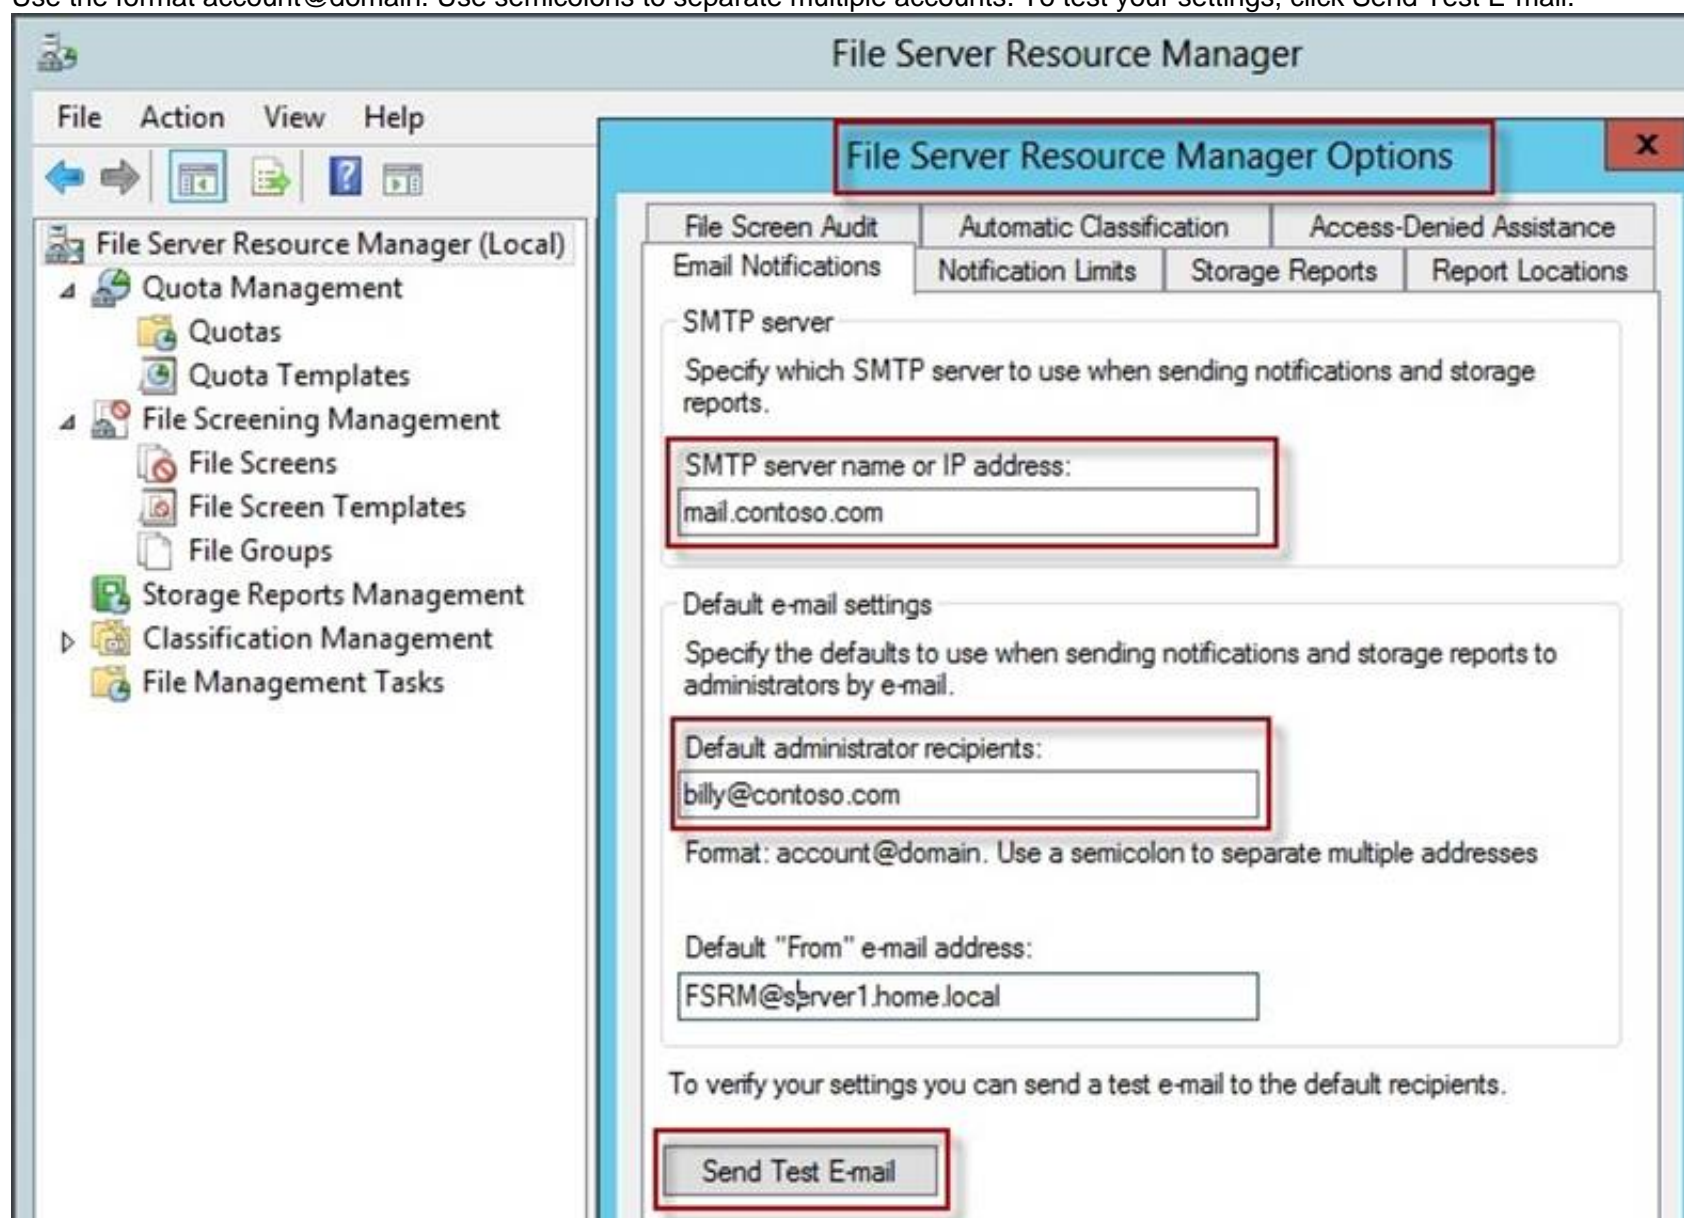 Use the format account@domain. Use semicolons to separate multiple accounts. To test your settings, click Send Test E-mail.
File Server Resource Manager
File Action View Help
File Server Resource Manager (Local)
Quota Management
Quotas
Quota Templates
File Screening Management
File Screens
File Screen Templates
File Groups
Storage Reports Management
Classification Management
File Management Tasks
File Server Resource Manager Options
x
File Screen Audit Automatic Classification Access-Denied Assistance
Email Notifications Notification Limits Storage Reports Report Locations
SMTP server
Specify which SMTP server to use when sending notifications and storage
reports.
SMTP server name or IP address:
mail.contoso.com
Default e-mail settings
Specify the defaults to use when sending notifications and storage reports to
administrators by e-mail.
Default administrator recipients:
billy@contoso.com
Format: account@domain. Use a semicolon to separate multiple addresses
Default "From" e-mail address:
FSRM@server1.home.local
To verify your settings you can send a test e-mail to the default recipients.
Send Test E-mail